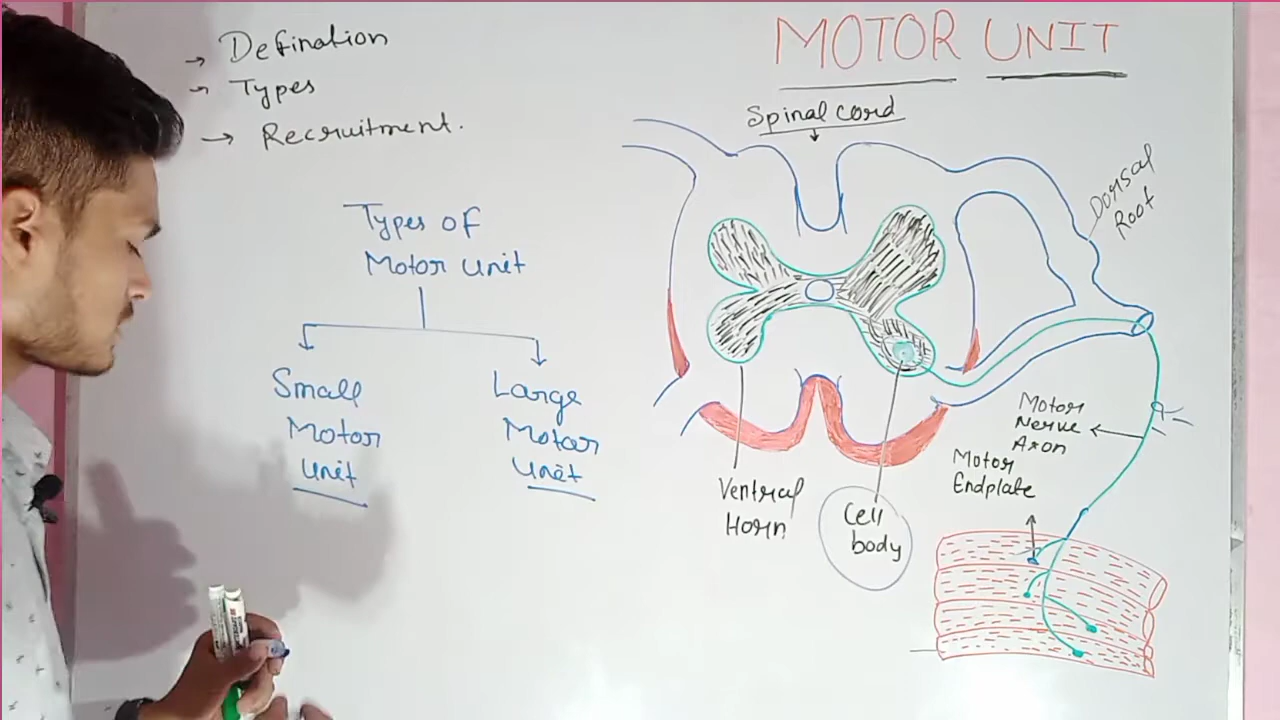 → Defination
→ Types
→ Recruitment.
MOTOR UNIT
Spinal cord
Dorsal
Root
Types of
Motor unit
Small
Motor
unit
Large
Motor
unit
Ventral
Horn
Cell
body
Motor
Nerve
Axon
Motor
Endplate